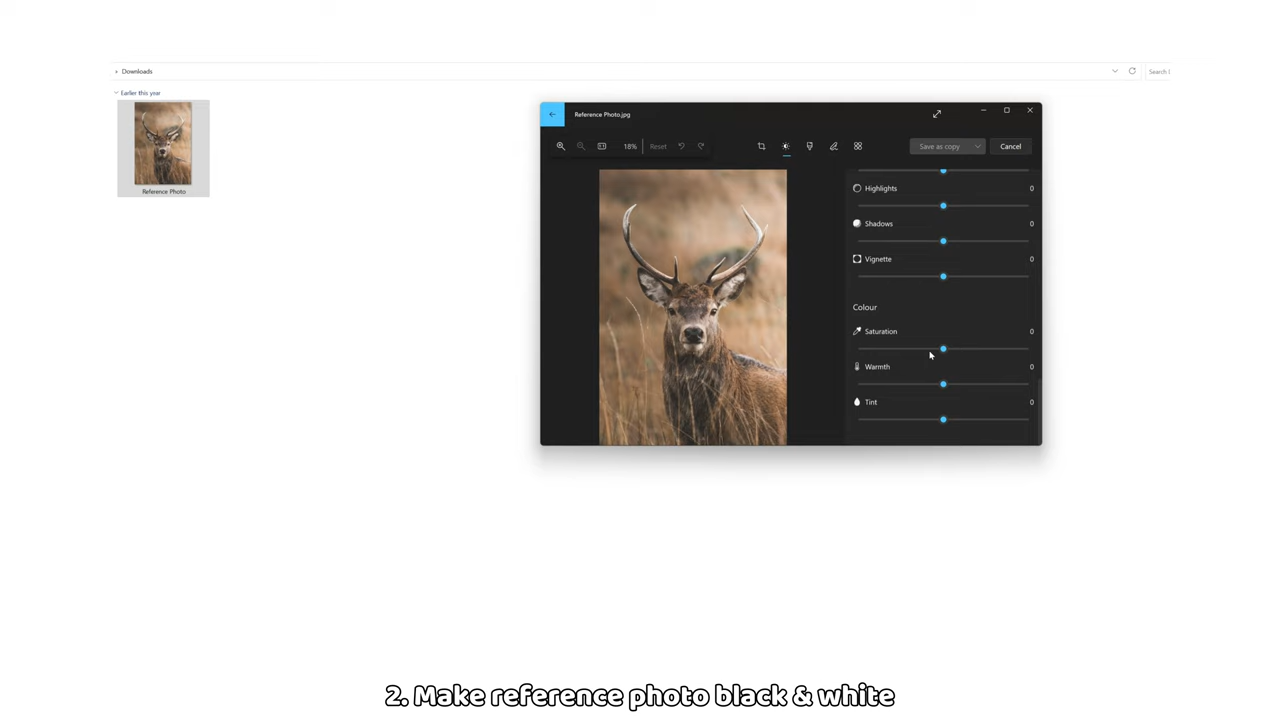 Downloads
Search
Earlier this year
Reference Photo
Reference Photo.jpg
18%
Reset
Save as copy
Cancel
Highlights 0
Shadows 0
Vignette 0
Colour
Saturation 0
Warmth 0
Tint 0
2. Make reference photo black & white